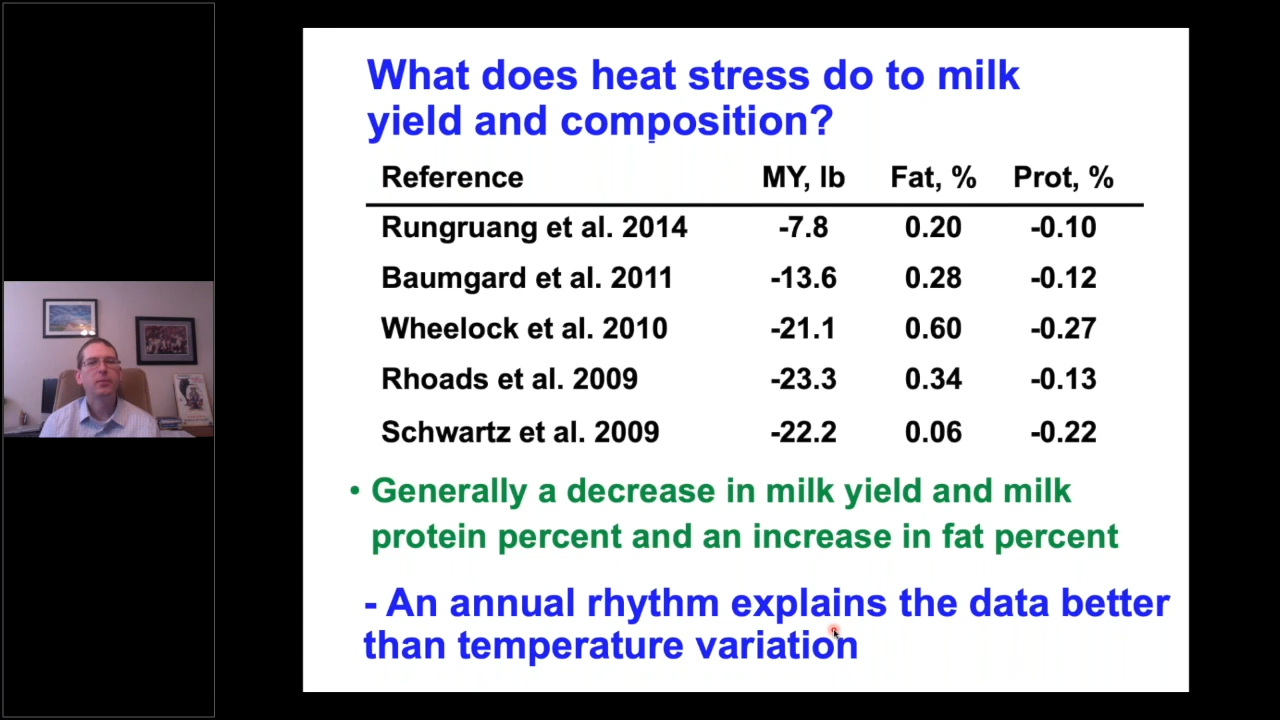 What does heat stress do to milk
yield and composition?
Reference MY, lb Fat, % Prot, %
Rungruang et al. 2014 -7.8 0.20 -0.10
Baumgard et al. 2011 -13.6 0.28 -0.12
Wheelock et al. 2010 -21.1 0.60 -0.27
Rhoads et al. 2009 -23.3 0.34 -0.13
Schwartz et al. 2009 -22.2 0.06 -0.22
• Generally a decrease in milk yield and milk
protein percent and an increase in fat percent
- An annual rhythm explains the data better
than temperature variation